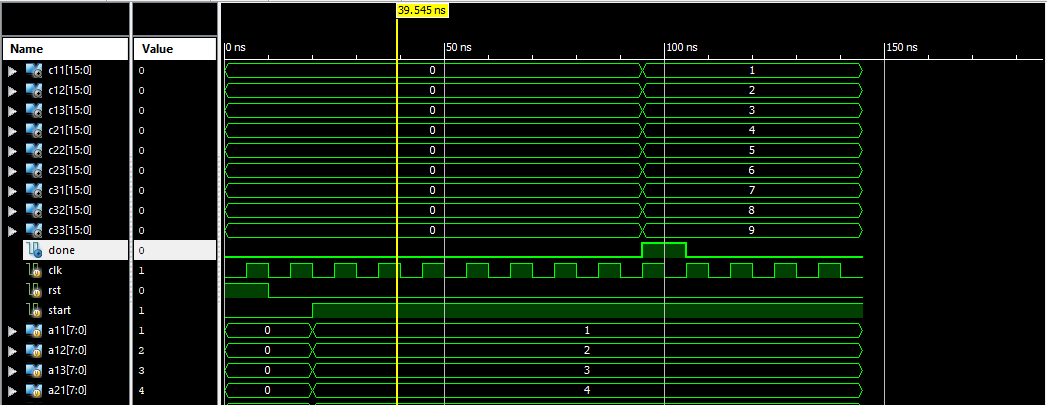 39.545 ns
Name Value 0 ns 50 ns 100 ns 150 ns
c11[15:0] 0 0 1
c12[15:0] 0 0 2
c13[15:0] 0 0 3
c21[15:0] 0 0 4
c22[15:0] 0 0 5
c23[15:0] 0 0 6
c31[15:0] 0 0 7
c32[15:0] 0 0 8
c33[15:0] 0 0 9
done 0
clk 1
rst 0
start 1
a11[7:0] 1 0 1
a12[7:0] 2 0 2
a13[7:0] 3 0 3
a21[7:0] 4 0 4